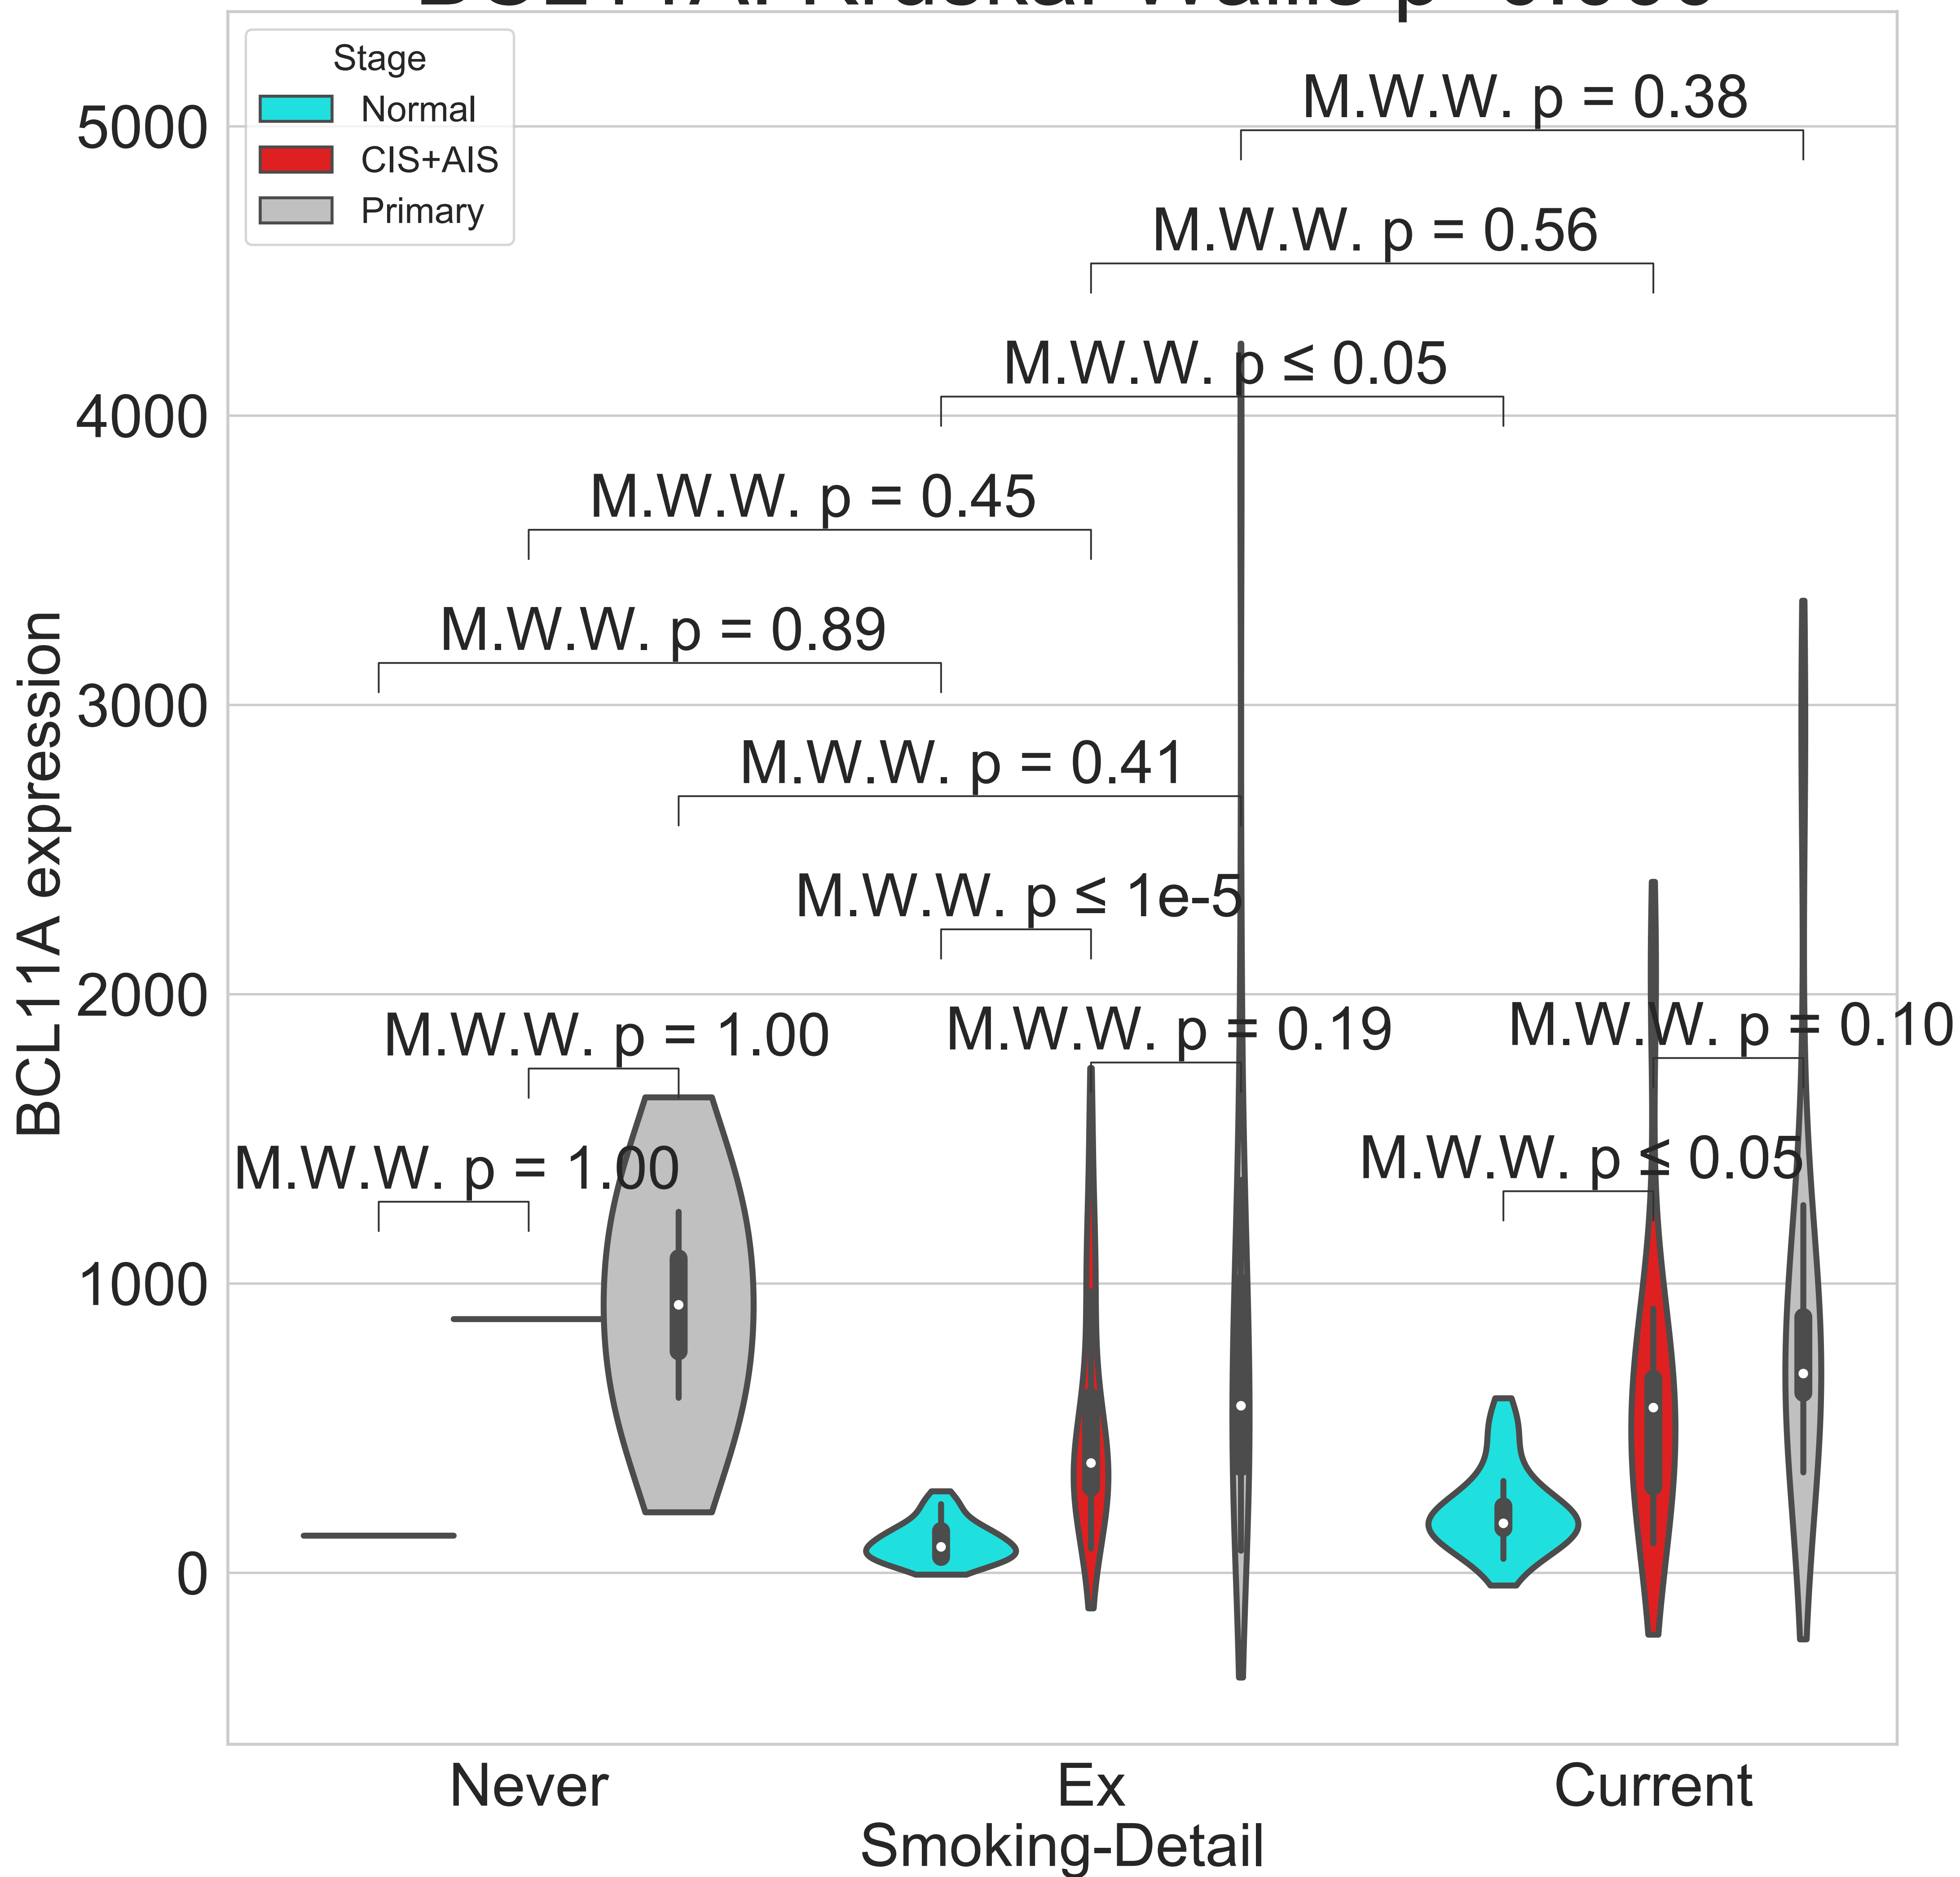 Stage
Normal
CIS+AIS
Primary
M.W.W. p = 0.38
M.W.W. p = 0.56
M.W.W. p ≤ 0.05
M.W.W. p = 0.45
M.W.W. p = 0.89
M.W.W. p = 0.41
M.W.W. p ≤ 1e-5
M.W.W. p = 1.00
M.W.W. p = 0.19
M.W.W. p = 0.10
M.W.W. p = 1.00
M.W.W. p ≤ 0.05
5000
4000
3000
2000
1000
0
BCL11A expression
Never
Ex
Current
Smoking-Detail